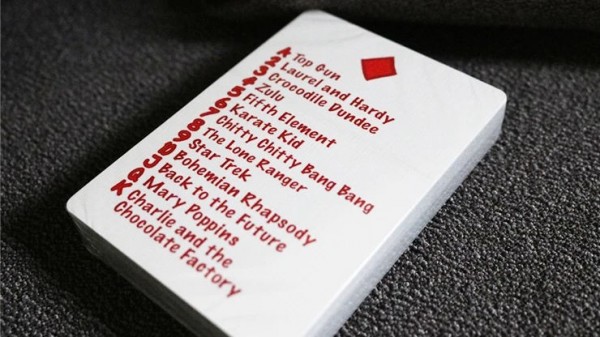 A Top Gun
2 Laurel and Hardy
3 Crocodile Dundee
4 Zulu
5 Fifth Element
6 Karate Kid
7 Chitty Chitty Bang Bang
8 The Lone Ranger
9 Star Trek
10 Bohemian Rhapsody
J Back to the Future
Q Mary Poppins
K Charlie and the
Chocolate Factory